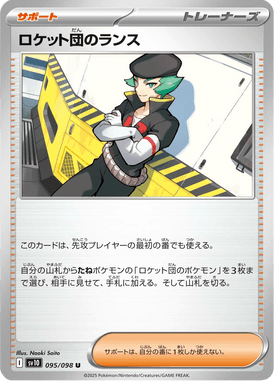 サポート
トレーナーズ
ロケット団のランス
だん
このカードは、先攻プレイヤーの最初の番でも使える。
自分の山札からたねポケモンの「ロケット団のポケモン」を3枚まで選び、相手に見せて、手札に加える。そして山札を切る。
Illus. Naoki Saito
I SV10 095/098 U
©2025 Pokémon/Nintendo/Creatures/GAME FREAK.
サポートは、自分の番に1枚しか使えない。